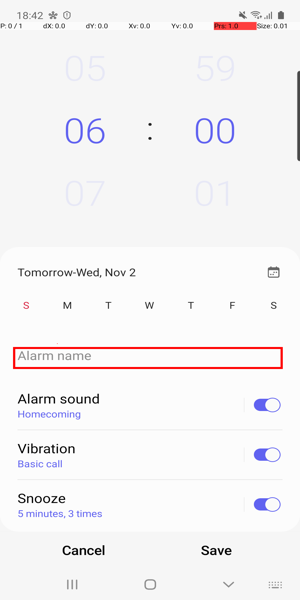 18:42
P: 0 / 1 dX: 0.0 dY: 0.0 Xv: 0.0 Yv: 0.0 Prs: 1.0 Size: 0.01
05 59
06 : 00
07 01
Tomorrow-Wed, Nov 2
S M T W T F S
Alarm name
Alarm sound
Homecoming
Vibration
Basic call
Snooze
5 minutes, 3 times
Cancel Save